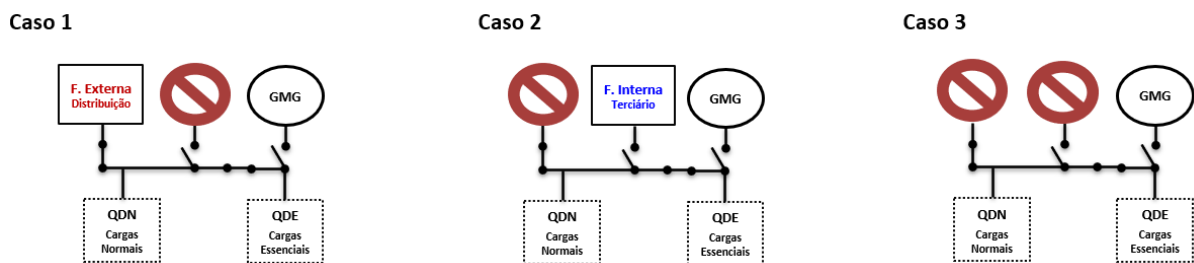 Caso 1
F. Externa
Distribuição
GMG
QDN
Cargas
Normais
QDE
Cargas
Essenciais
Caso 2
F. Interna
Terciário
GMG
QDN
Cargas
Normais
QDE
Cargas
Essenciais
Caso 3
GMG
QDN
Cargas
Normais
QDE
Cargas
Essenciais